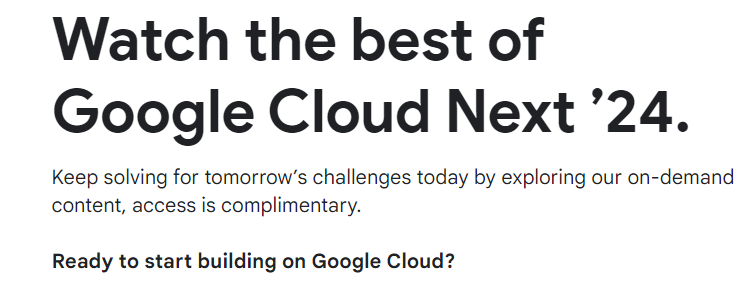 Watch the best of
Google Cloud Next ’24.
Keep solving for tomorrow’s challenges today by exploring our on-demand
content, access is complimentary.
Ready to start building on Google Cloud?